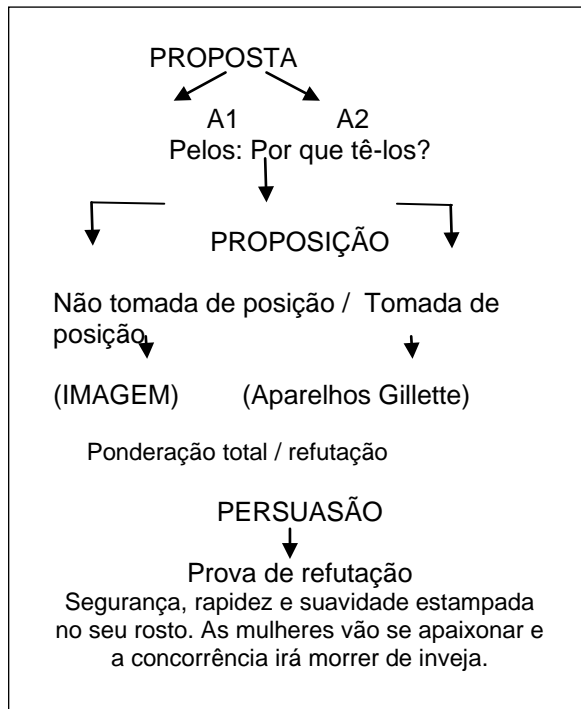 PROPOSTA
A1 A2
Pelos: Por que tê-los?
PROPOSIÇÃO
Não tomada de posição / Tomada de
posição
(IMAGEM) (Aparelhos Gillette)
Ponderação total / refutação
PERSUASÃO
Prova de refutação
Segurança, rapidez e suavidade estampada
no seu rosto. As mulheres vão se apaixonar e
a concorrência irá morrer de inveja.